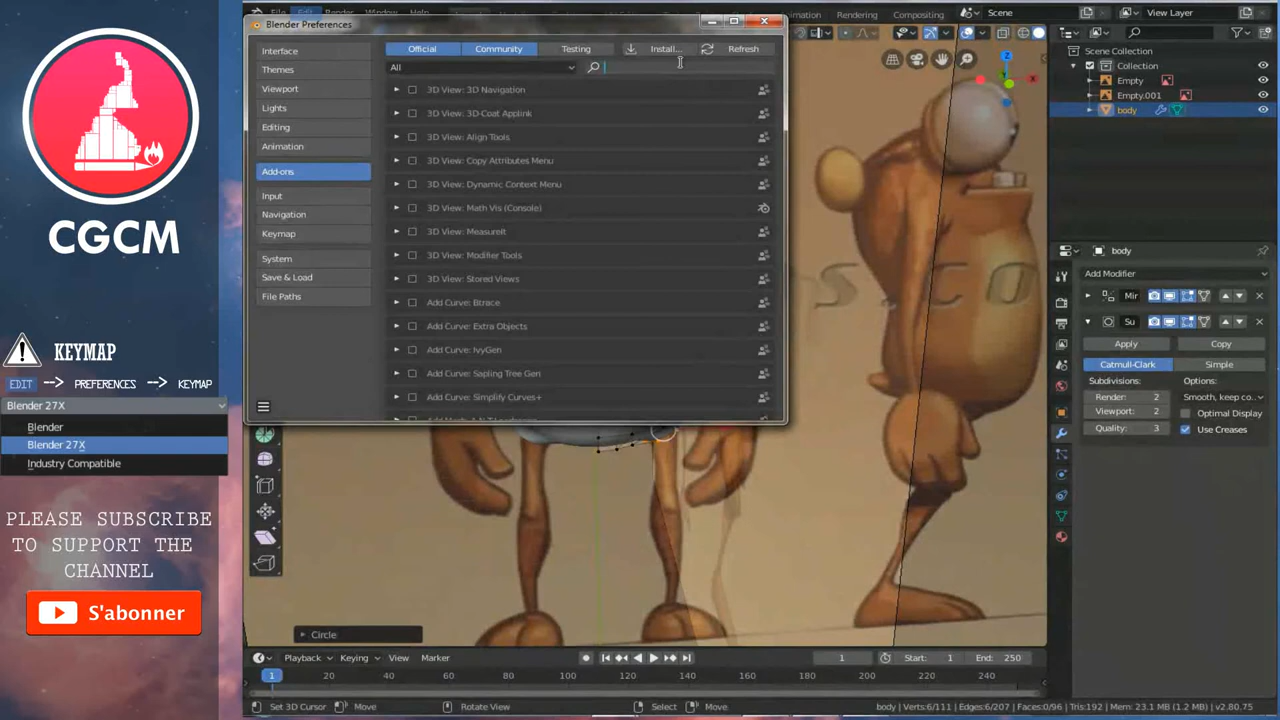 Blender Preferences
Rendering
Compositing
Scene
View Layer
Interface
Themes
Viewport
Lights
Editing
Animation
Add-ons
Input
Navigation
Keymap
System
Save & Load
File Paths
Official
Community
Testing
Install...
Refresh
All
3D View: 3D Navigation
3D View: 3D-Coat Applink
3D View: Align Tools
3D View: Copy Attributes Menu
3D View: Dynamic Context Menu
3D View: Math Vis (Console)
3D View: MeasureIt
3D View: Modifier Tools
3D View: Stored Views
Add Curve: Btrace
Add Curve: Extra Objects
Add Curve: IvyGen
Add Curve: Sapling Tree Gen
Add Curve: Simplify Curves+
CGCM
KEYMAP
EDIT --> PREFERENCES --> KEYMAP
Blender 27X
Blender
Blender 27X
Industry Compatible
PLEASE SUBSCRIBE
TO SUPPORT THE
CHANNEL
S'abonner
Scene Collection
Collection
Empty
Empty.001
body
body
Add Modifier
Mir
Su
Apply
Copy
Catmull-Clark
Simple
Subdivisions:
Options:
Render: 2
Smooth, keep co..
Viewport: 2
Optimal Display
Quality: 3
Use Creases
Circle
Playback
Keying
View
Marker
1
Start: 1
End: 250
1
20
40
60
80
100
120
140
160
180
200
220
240
Set 3D Cursor
Move
Rotate View
Select
Move
body | Verts:6/111 | Edges:6/207 | Faces:0/96 | Tris:192 | Mem: 23.1 MB (1.2 MB) | v2.80.75